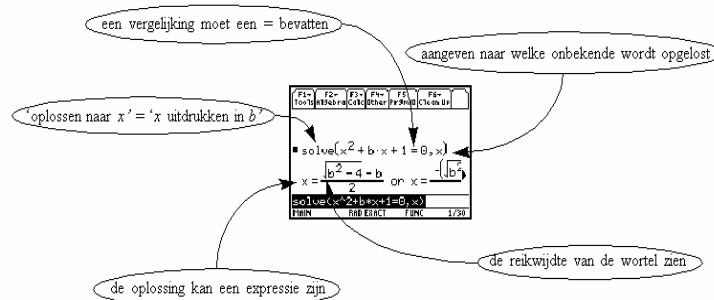 een vergelijking moet een = bevatten
aangeven naar welke onbekende wordt opgelost
F1▾ F2▾ F3▾ F4▾ F5 F6▾
Tools Algebra Calc Other PrgmIO Clean Up
‘oplossen naar x’ = ‘x uitdrukken in b’
■ solve(x² + b·x + 1 = 0, x)
x = (√(b² - 4) - b)/2 or x = -(√(b²
solve(x^2+b*x+1=0,x)
MAIN RAD EXACT FUNC 1/30
de reikwijdte van de wortel zien
de oplossing kan een expressie zijn